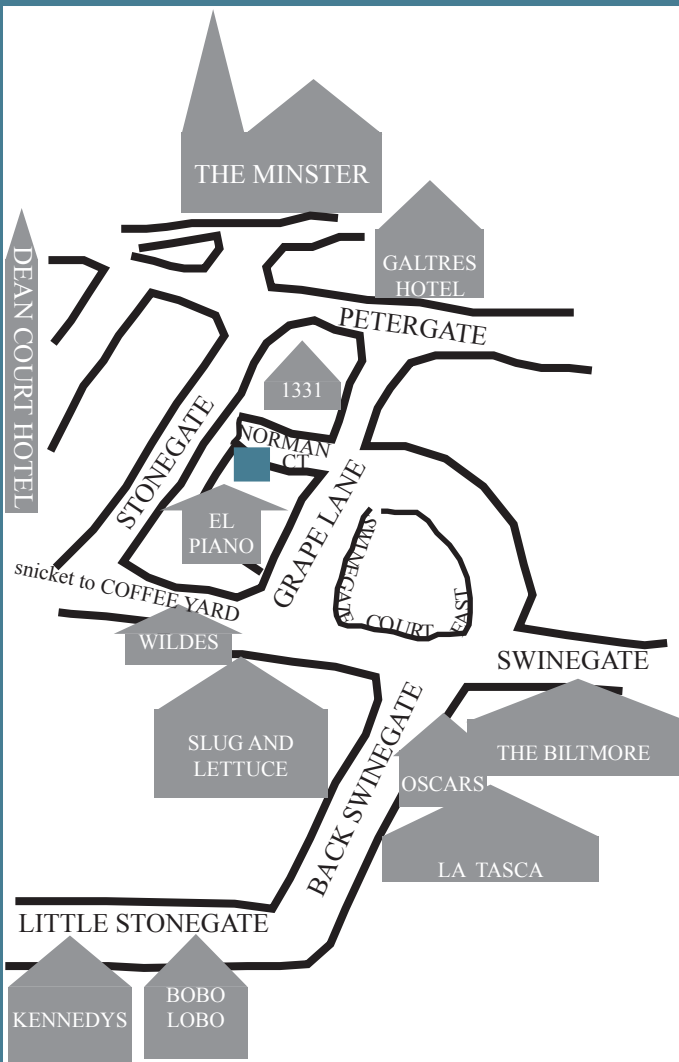 THE MINSTER
DEAN COURT HOTEL
GALTRES
HOTEL
PETERGATE
1331
STONEGATE
NORMAN
CT
GRAPE LANE
EL
PIANO
SWINEGATE
COURT
EAST
snicket to COFFEE YARD
WILDES
SWINEGATE
SLUG AND
LETTUCE
BACK SWINEGATE
THE BILTMORE
OSCARS
LA TASCA
LITTLE STONEGATE
KENNEDYS
BOBO
LOBO